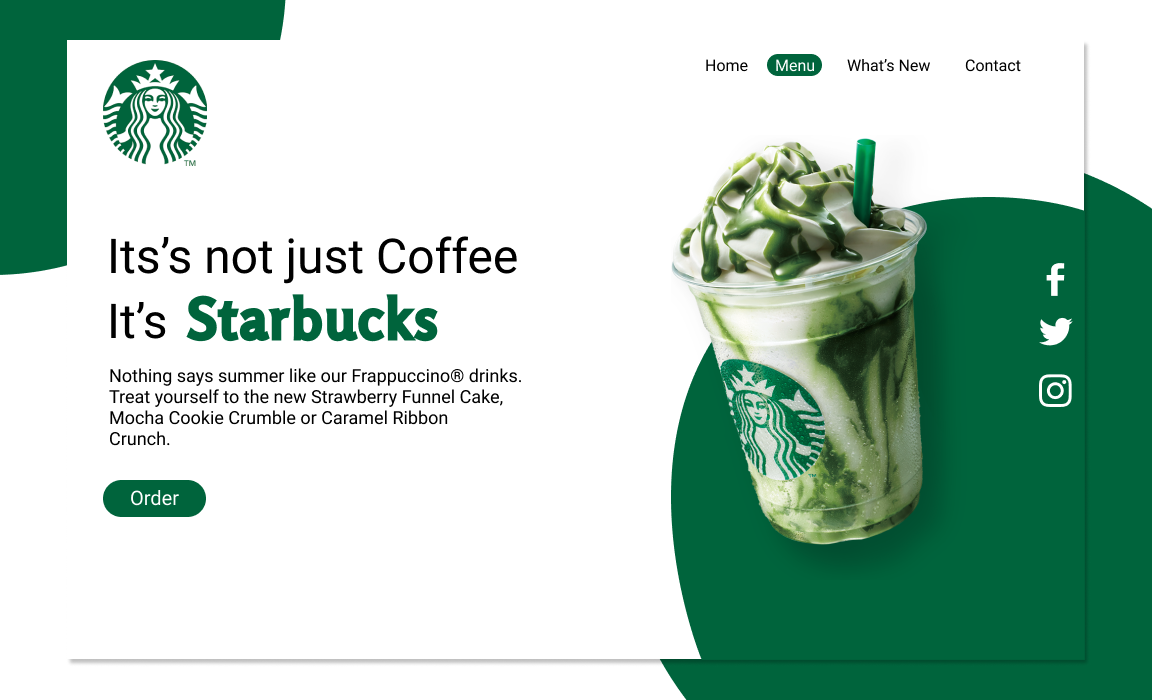 Home Menu What’s New Contact
TM
Its’s not just Coffee
It’s Starbucks
Nothing says summer like our Frappuccino® drinks.
Treat yourself to the new Strawberry Funnel Cake,
Mocha Cookie Crumble or Caramel Ribbon
Crunch.
Order